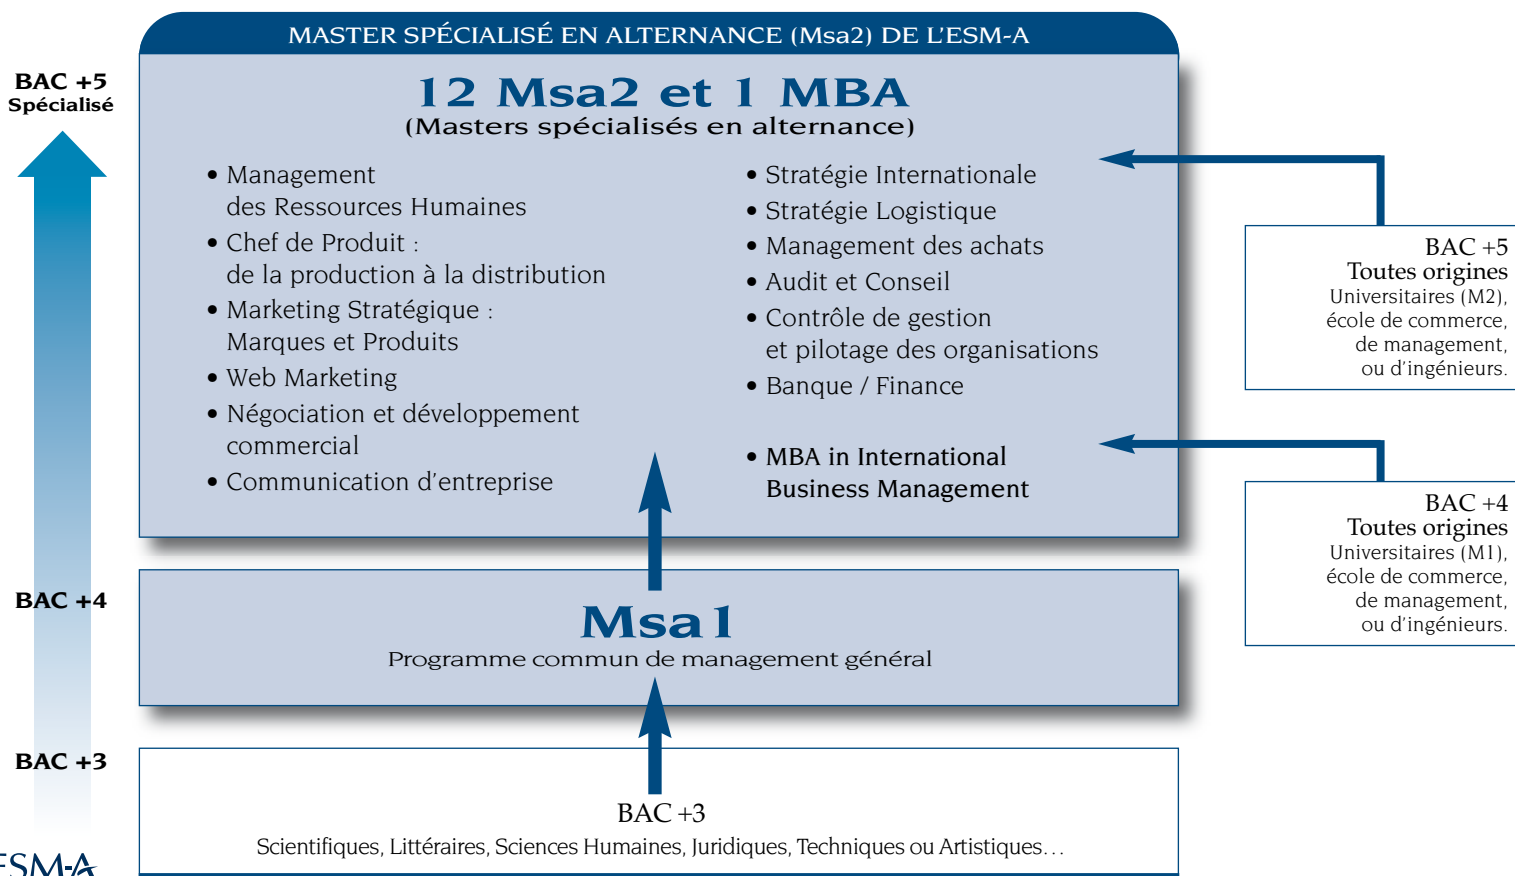 MASTER SPÉCIALISÉ EN ALTERNANCE (Msa2) DE L'ESM-A
BAC +5
Spécialisé
12 Msa2 et 1 MBA
(Masters spécialisés en alternance)
• Management
des Ressources Humaines
• Chef de Produit :
de la production à la distribution
• Marketing Stratégique :
Marques et Produits
• Web Marketing
• Négociation et développement
commercial
• Communication d'entreprise
• Stratégie Internationale
• Stratégie Logistique
• Management des achats
• Audit et Conseil
• Contrôle de gestion
et pilotage des organisations
• Banque / Finance
• MBA in International
Business Management
BAC +5
Toutes origines
Universitaires (M2),
école de commerce,
de management,
ou d'ingénieurs.
BAC +4
Toutes origines
Universitaires (M1),
école de commerce,
de management,
ou d'ingénieurs.
BAC +4
Msa1
Programme commun de management général
BAC +3
BAC +3
Scientifiques, Littéraires, Sciences Humaines, Juridiques, Techniques ou Artistiques…
ESM-A